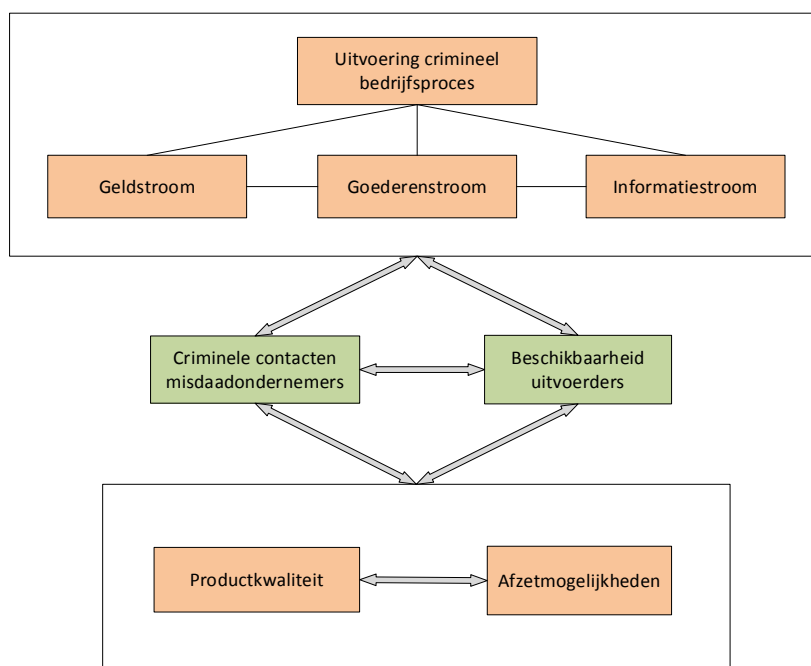 Uitvoering crimineel
bedrijfsproces
Geldstroom
Goederenstroom
Informatiestroom
Criminele contacten
misdaadondernemers
Beschikbaarheid
uitvoerders
Productkwaliteit
Afzetmogelijkheden